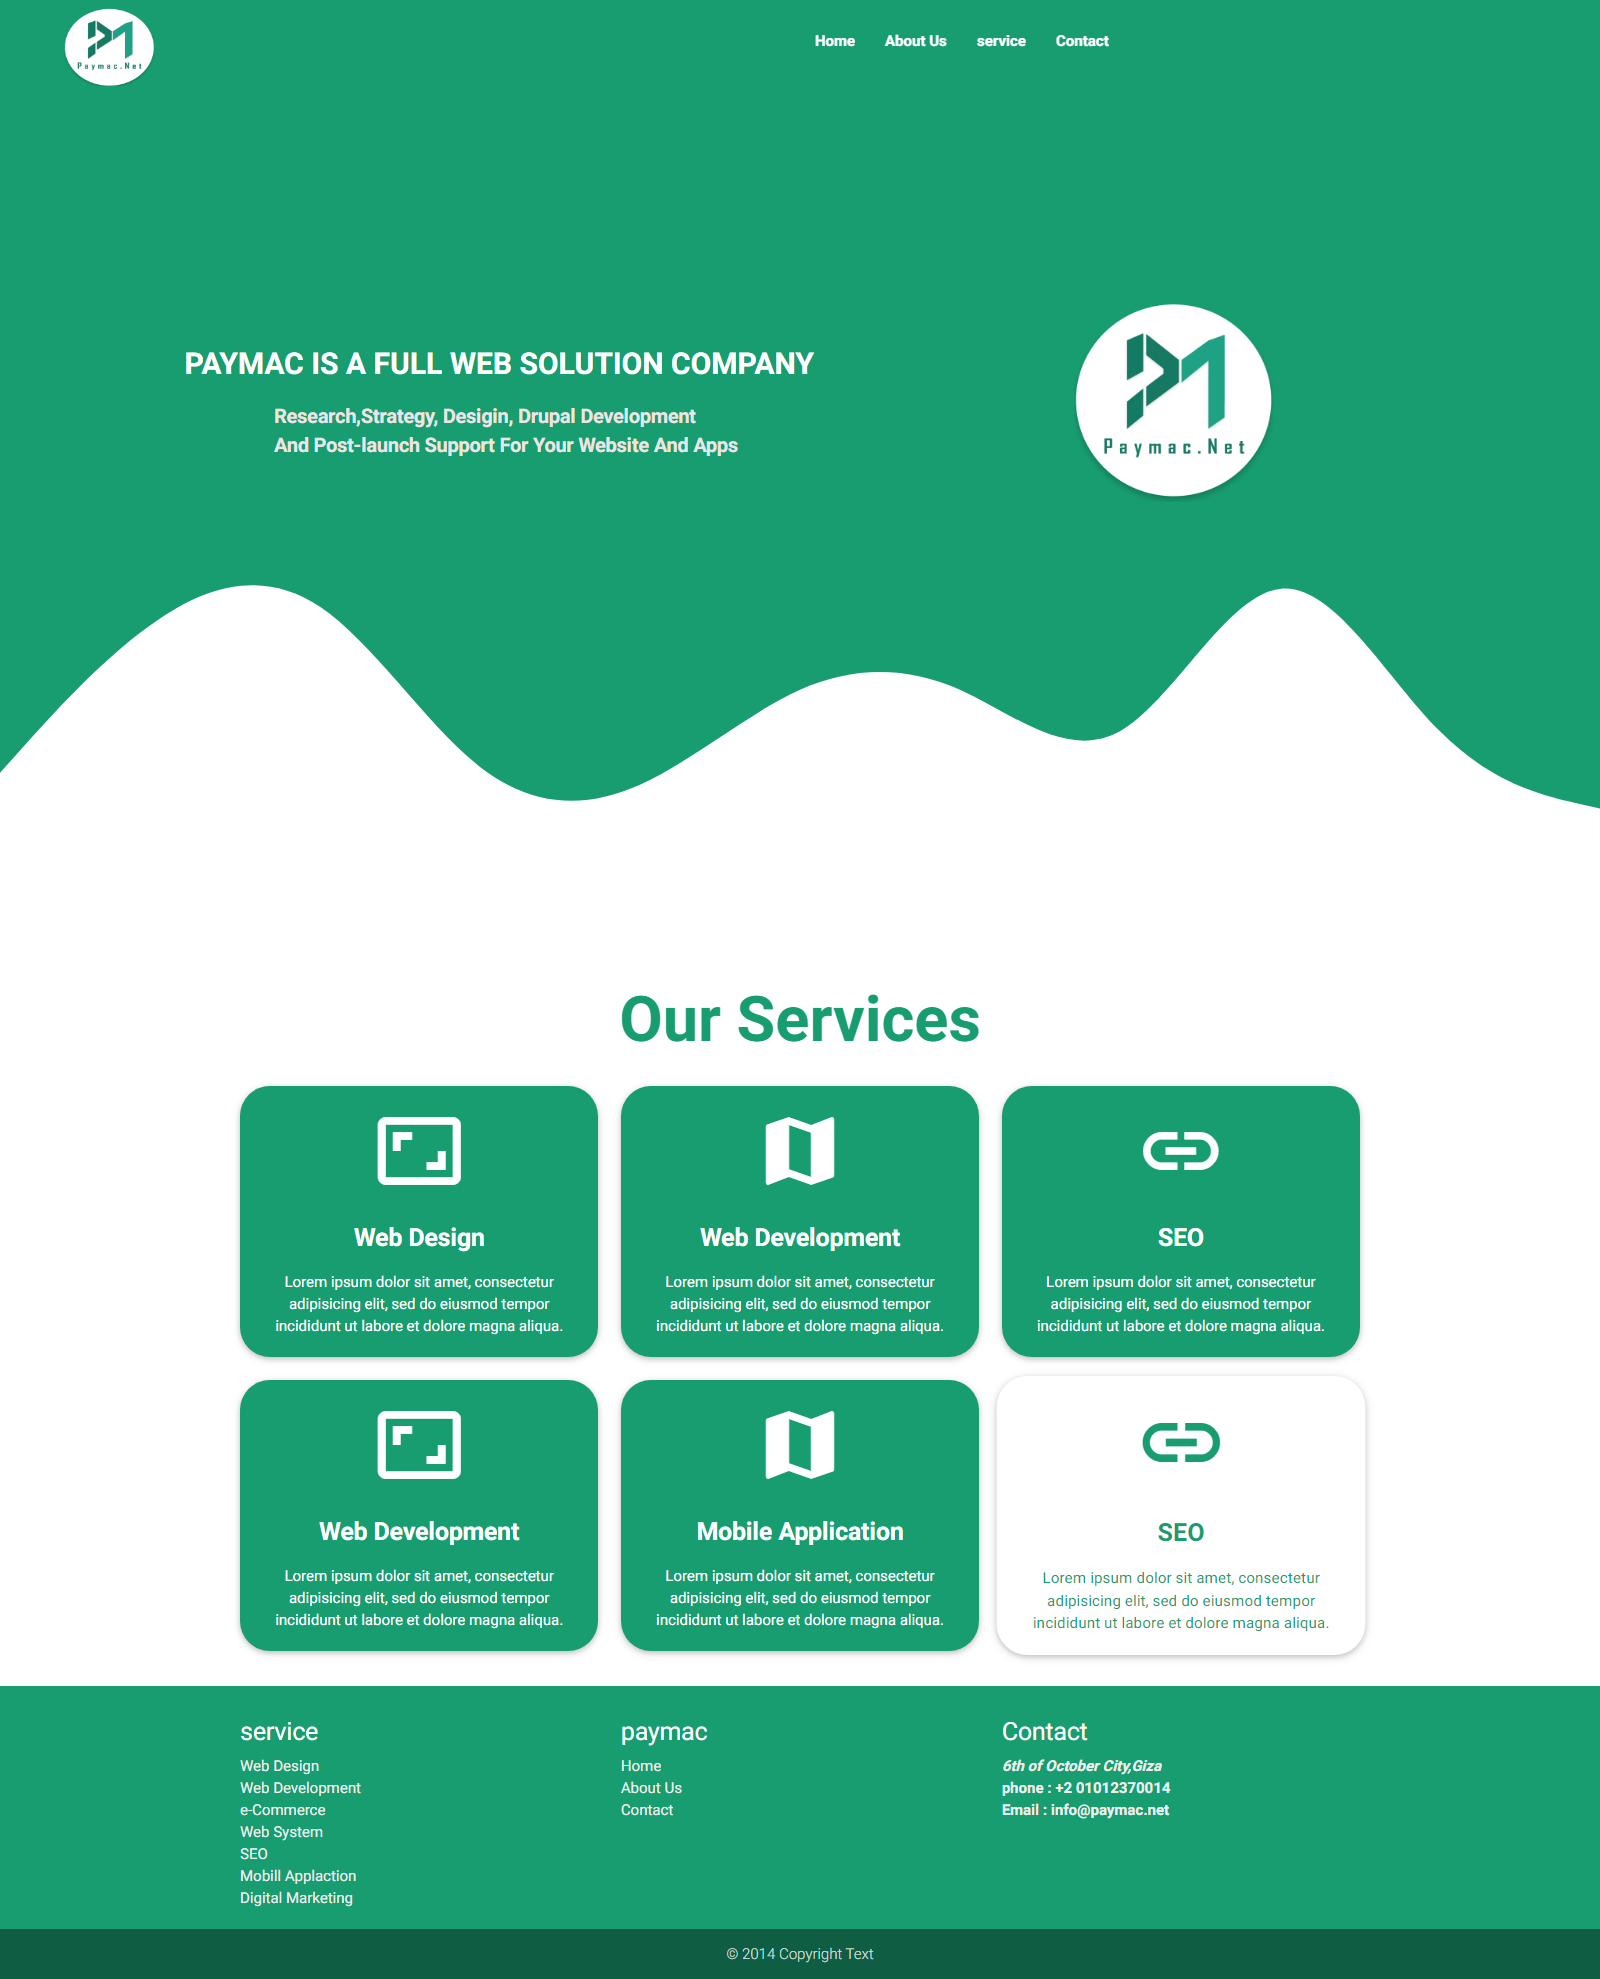 Paymac.Net
Home About Us service Contact
PAYMAC IS A FULL WEB SOLUTION COMPANY
Research,Strategy, Desigin, Drupal Development
And Post-launch Support For Your Website And Apps
Paymac.Net
Our Services
Web Design
Lorem ipsum dolor sit amet, consectetur
adipisicing elit, sed do eiusmod tempor
incididunt ut labore et dolore magna aliqua.
Web Development
Lorem ipsum dolor sit amet, consectetur
adipisicing elit, sed do eiusmod tempor
incididunt ut labore et dolore magna aliqua.
SEO
Lorem ipsum dolor sit amet, consectetur
adipisicing elit, sed do eiusmod tempor
incididunt ut labore et dolore magna aliqua.
Web Development
Lorem ipsum dolor sit amet, consectetur
adipisicing elit, sed do eiusmod tempor
incididunt ut labore et dolore magna aliqua.
Mobile Application
Lorem ipsum dolor sit amet, consectetur
adipisicing elit, sed do eiusmod tempor
incididunt ut labore et dolore magna aliqua.
SEO
Lorem ipsum dolor sit amet, consectetur
adipisicing elit, sed do eiusmod tempor
incididunt ut labore et dolore magna aliqua.
service
Web Design
Web Development
e-Commerce
Web System
SEO
Mobill Applaction
Digital Marketing
paymac
Home
About Us
Contact
Contact
6th of October City,Giza
phone : +2 01012370014
Email : info@paymac.net
© 2014 Copyright Text